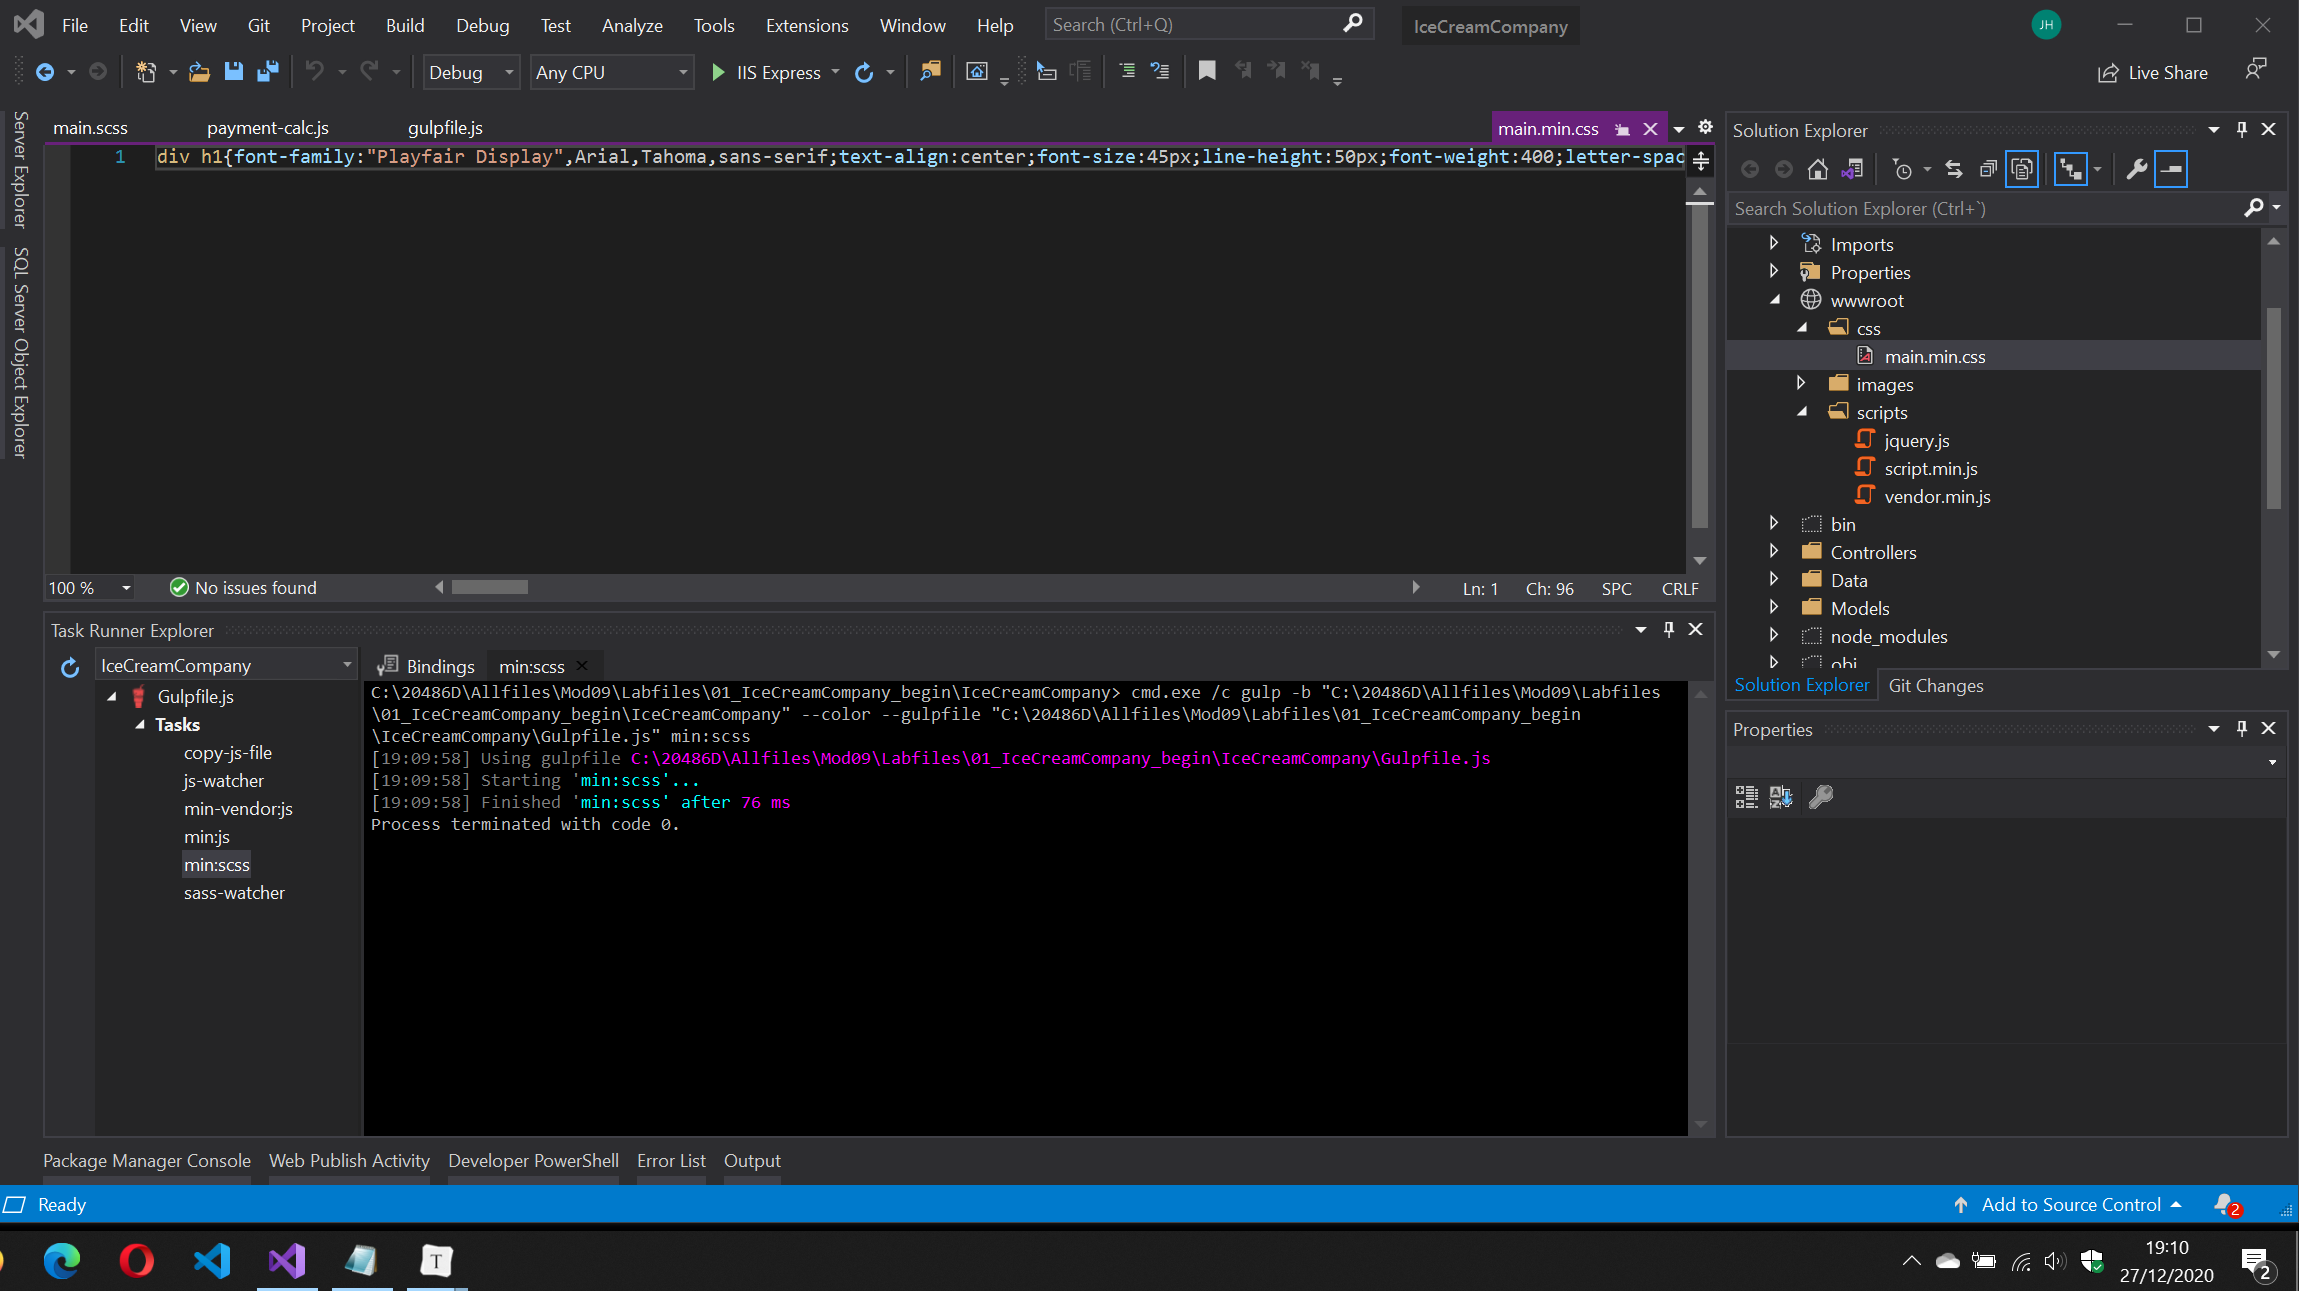 File Edit View Git Project Build Debug Test Analyze Tools Extensions Window Help Search (Ctrl+Q) IceCreamCompany JH
Debug Any CPU IIS Express Live Share
Server Explorer
SQL Server Object Explorer
main.scss payment-calc.js gulpfile.js main.min.css
1 div h1{font-family:"Playfair Display",Arial,Tahoma,sans-serif;text-align:center;font-size:45px;line-height:50px;font-weight:400;letter-spac
100 % No issues found Ln: 1 Ch: 96 SPC CRLF
Task Runner Explorer
IceCreamCompany
Gulpfile.js
Tasks
copy-js-file
js-watcher
min-vendor:js
min:js
min:scss
sass-watcher
Bindings min:scss
C:\20486D\Allfiles\Mod09\Labfiles\01_IceCreamCompany_begin\IceCreamCompany> cmd.exe /c gulp -b "C:\20486D\Allfiles\Mod09\Labfiles
\01_IceCreamCompany_begin\IceCreamCompany" --color --gulpfile "C:\20486D\Allfiles\Mod09\Labfiles\01_IceCreamCompany_begin
\IceCreamCompany\Gulpfile.js" min:scss
[19:09:58] Using gulpfile C:\20486D\Allfiles\Mod09\Labfiles\01_IceCreamCompany_begin\IceCreamCompany\Gulpfile.js
[19:09:58] Starting 'min:scss'...
[19:09:58] Finished 'min:scss' after 76 ms
Process terminated with code 0.
Solution Explorer
Search Solution Explorer (Ctrl+`)
Imports
Properties
wwwroot
css
main.min.css
images
scripts
jquery.js
script.min.js
vendor.min.js
bin
Controllers
Data
Models
node_modules
obj
Solution Explorer Git Changes
Properties
Package Manager Console Web Publish Activity Developer PowerShell Error List Output
Ready Add to Source Control 2
T
19:10
27/12/2020
2